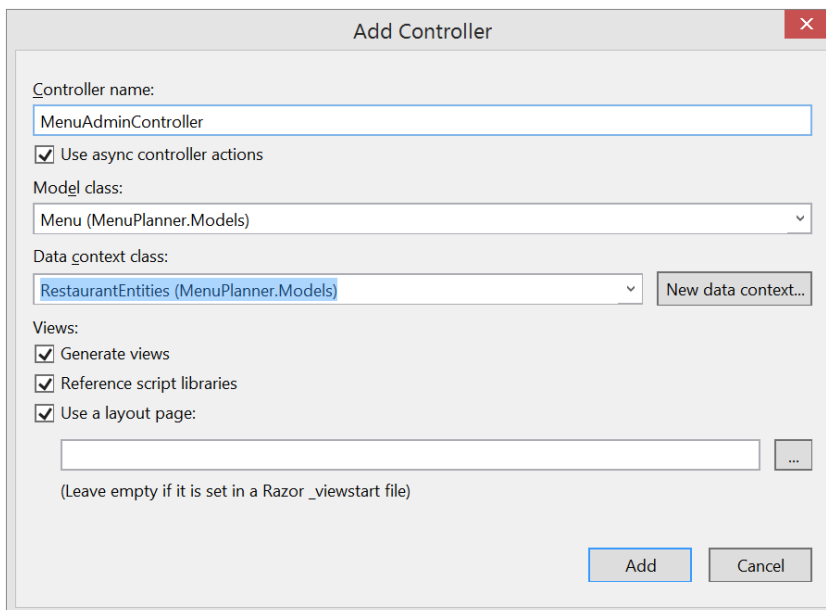 Add Controller
Controller name:
MenuAdminController
Use async controller actions
Model class:
Menu (MenuPlanner.Models)
Data context class:
RestaurantEntities (MenuPlanner.Models)
New data context...
Views:
Generate views
Reference script libraries
Use a layout page:
...
(Leave empty if it is set in a Razor _viewstart file)
Add
Cancel